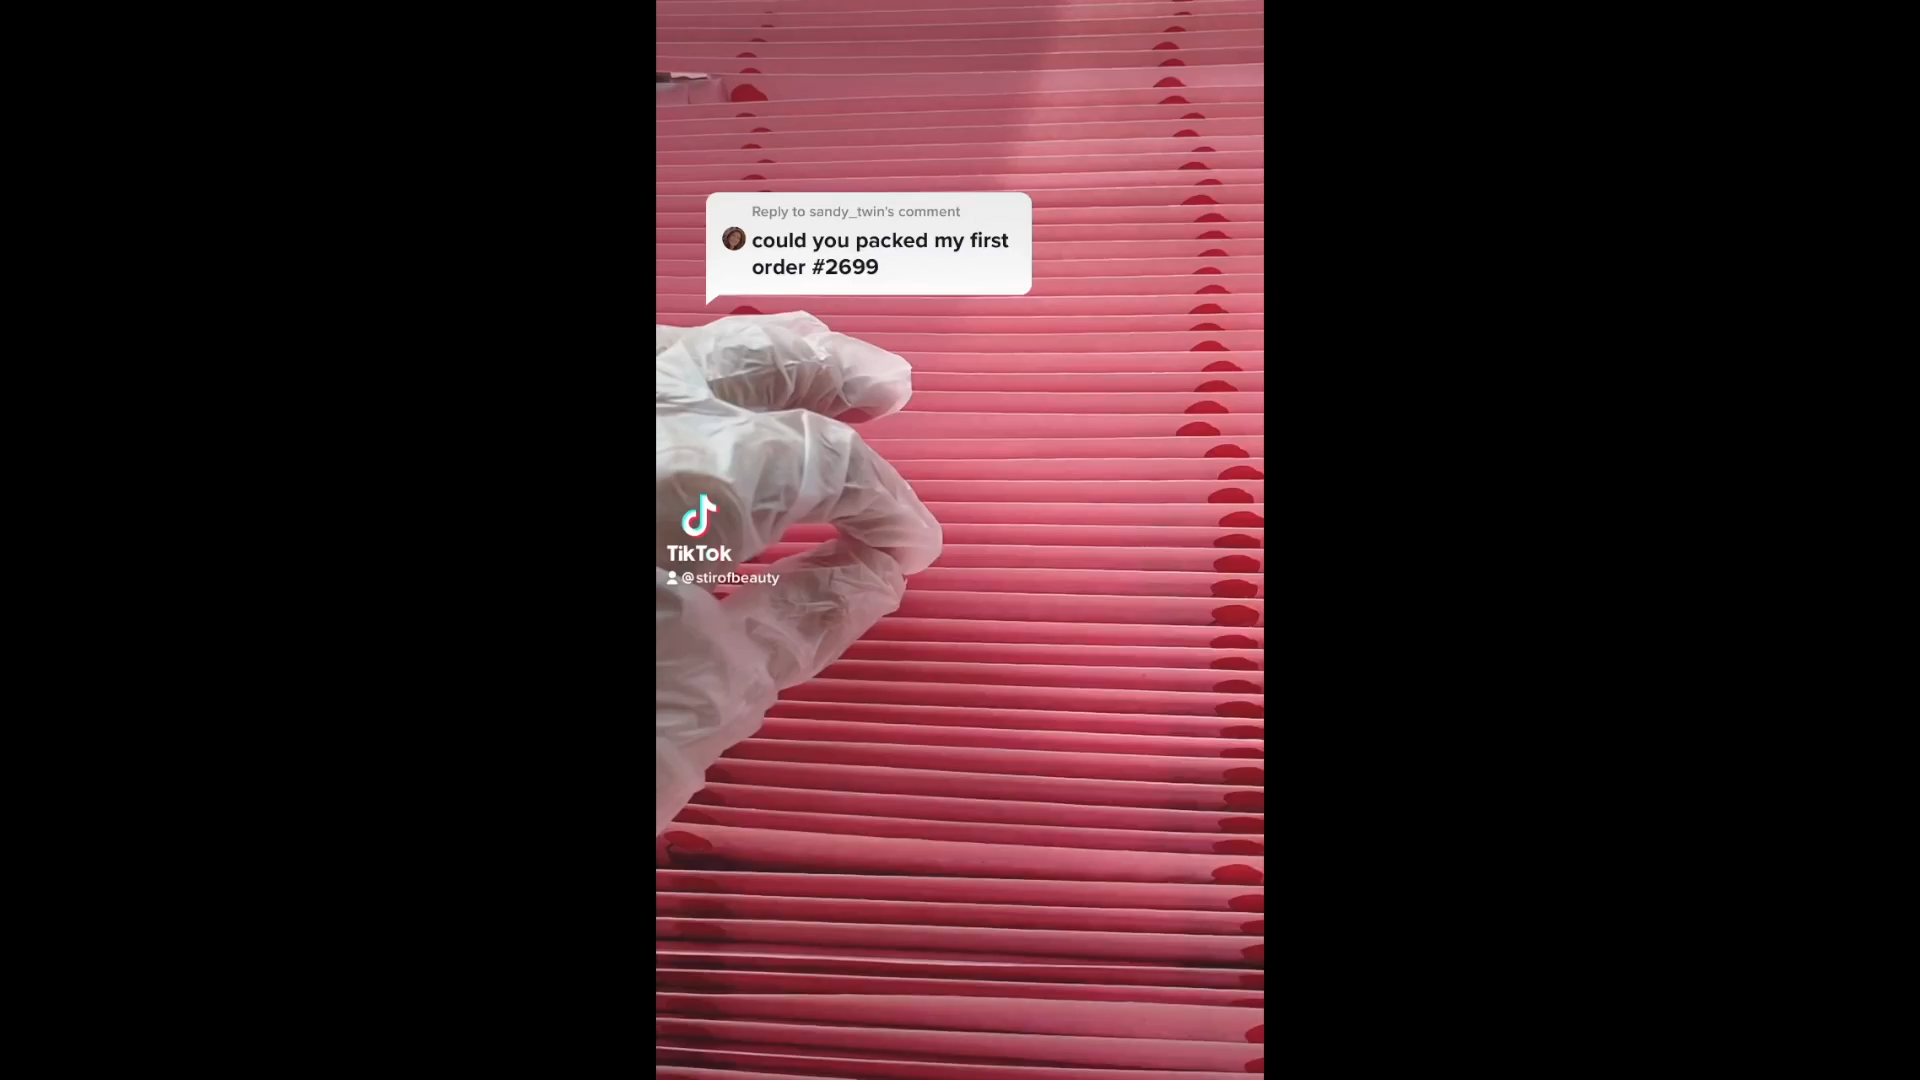 Reply to sandy_twin's comment
could you packed my first
order #2699
TikTok
@stirofbeauty